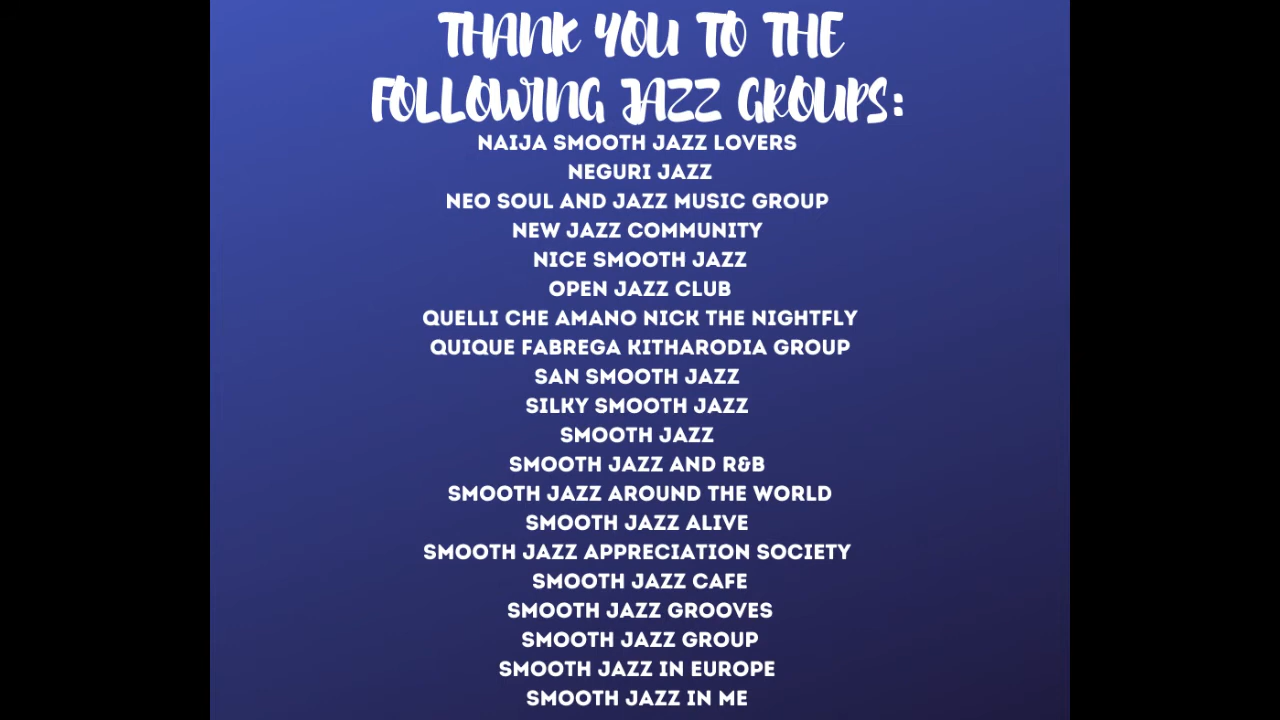 THANK YOU TO THE
FOLLOWING JAZZ GROUPS:
NAIJA SMOOTH JAZZ LOVERS
NEGURI JAZZ
NEO SOUL AND JAZZ MUSIC GROUP
NEW JAZZ COMMUNITY
NICE SMOOTH JAZZ
OPEN JAZZ CLUB
QUELLI CHE AMANO NICK THE NIGHTFLY
QUIQUE FABREGA KITHARODIA GROUP
SAN SMOOTH JAZZ
SILKY SMOOTH JAZZ
SMOOTH JAZZ
SMOOTH JAZZ AND R&B
SMOOTH JAZZ AROUND THE WORLD
SMOOTH JAZZ ALIVE
SMOOTH JAZZ APPRECIATION SOCIETY
SMOOTH JAZZ CAFE
SMOOTH JAZZ GROOVES
SMOOTH JAZZ GROUP
SMOOTH JAZZ IN EUROPE
SMOOTH JAZZ IN ME